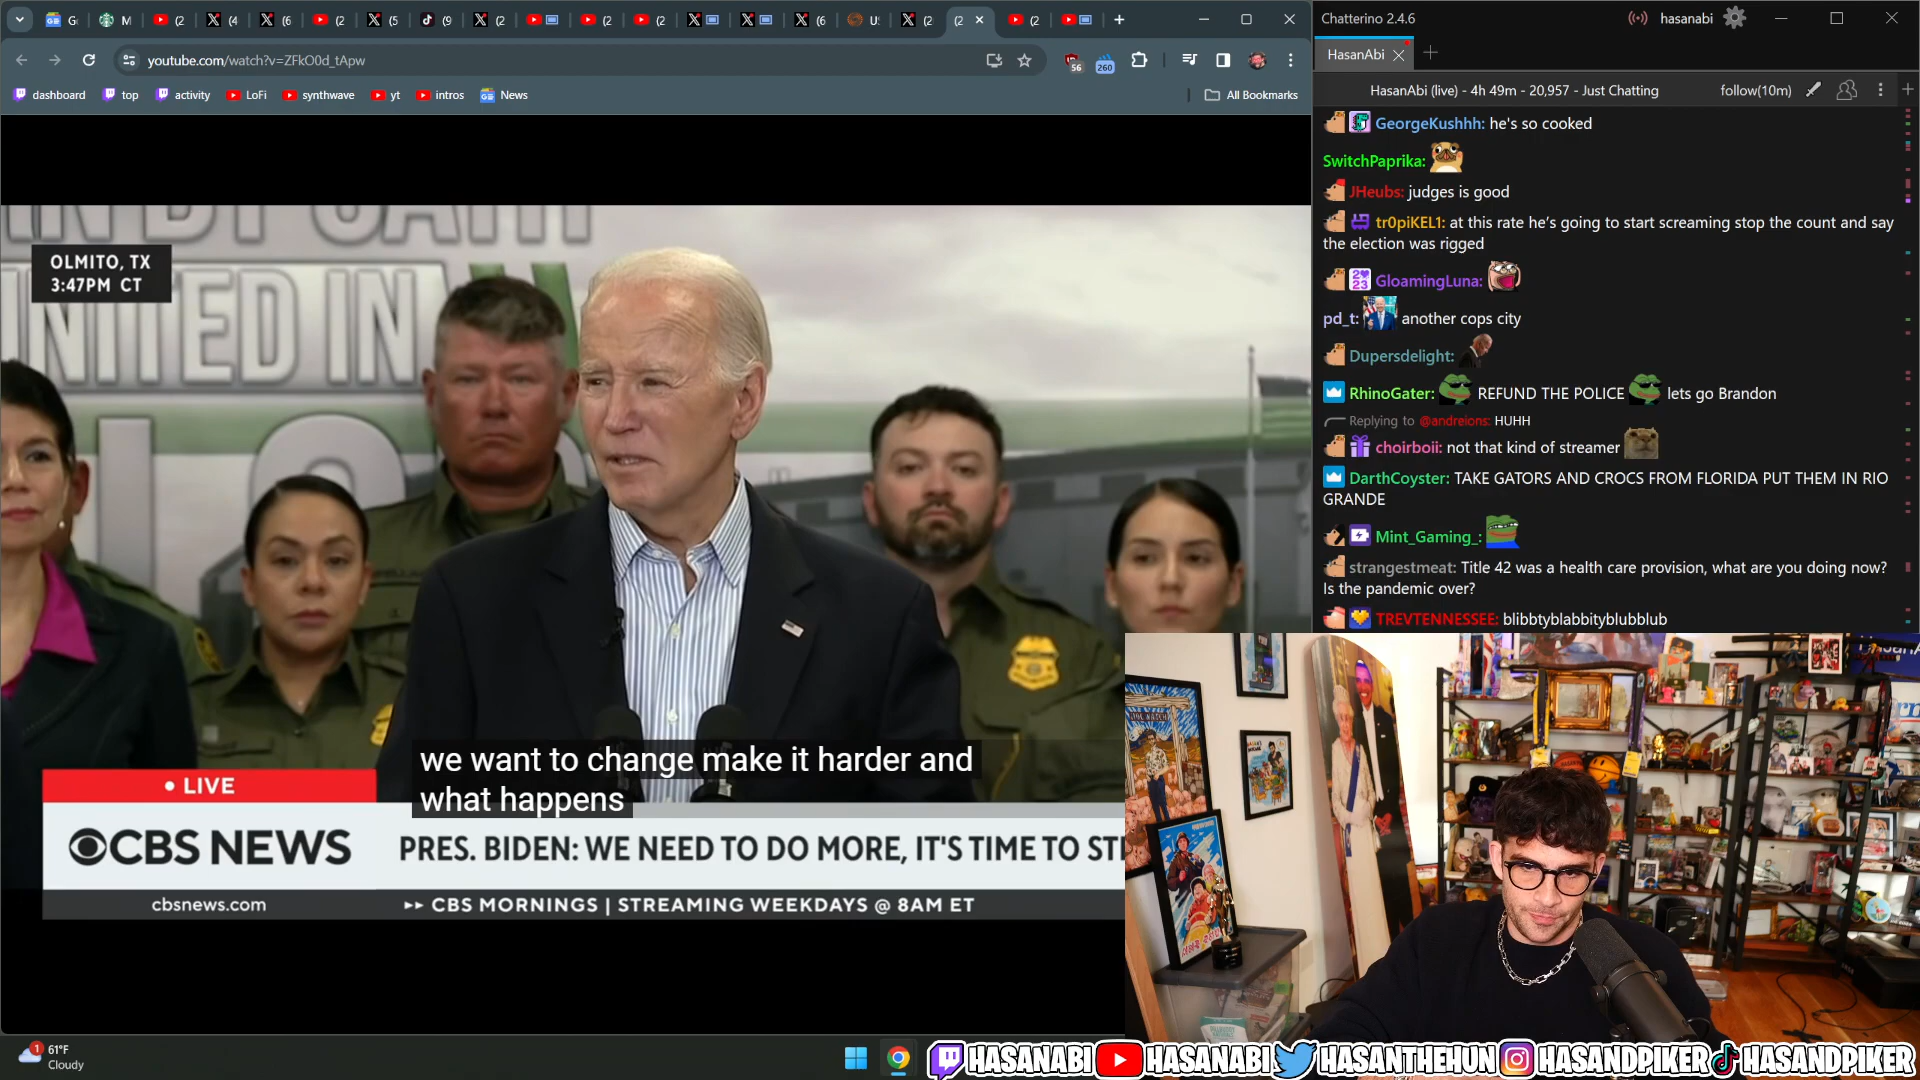 youtube.com/watch?v=ZFkO0d_tApw
56
260
dashboard
top
activity
LoFi
synthwave
yt
intros
News
All Bookmarks
OLMITO, TX
3:47PM CT
we want to change make it harder and
what happens
LIVE
CBS NEWS
PRES. BIDEN: WE NEED TO DO MORE, IT'S TIME TO
cbsnews.com
CBS MORNINGS | STREAMING WEEKDAYS @ 8AM ET
1
61°F
Cloudy
Chatterino 2.4.6
hasanabi
HasanAbi
HasanAbi (live) - 4h 49m - 20,957 - Just Chatting
follow(10m)
GeorgeKushhh: he's so cooked
SwitchPaprika:
JHeubs: judges is good
tr0piKEL1: at this rate he's going to start screaming stop the count and say
the election was rigged
GloamingLuna:
pd_t: another cops city
Dupersdelight:
RhinoGater: REFUND THE POLICE lets go Brandon
Replying to @andreions: HUHH
choirboii: not that kind of streamer
DarthCoyster: TAKE GATORS AND CROCS FROM FLORIDA PUT THEM IN RIO
GRANDE
Mint_Gaming_:
strangestmeat: Title 42 was a health care provision, what are you doing now?
Is the pandemic over?
TREVTENNESSEE: blibbtyblabbityblubblub
HASANABI
HASANABI
HASANTHEHUN
HASANDPIKER
HASANDPIKER